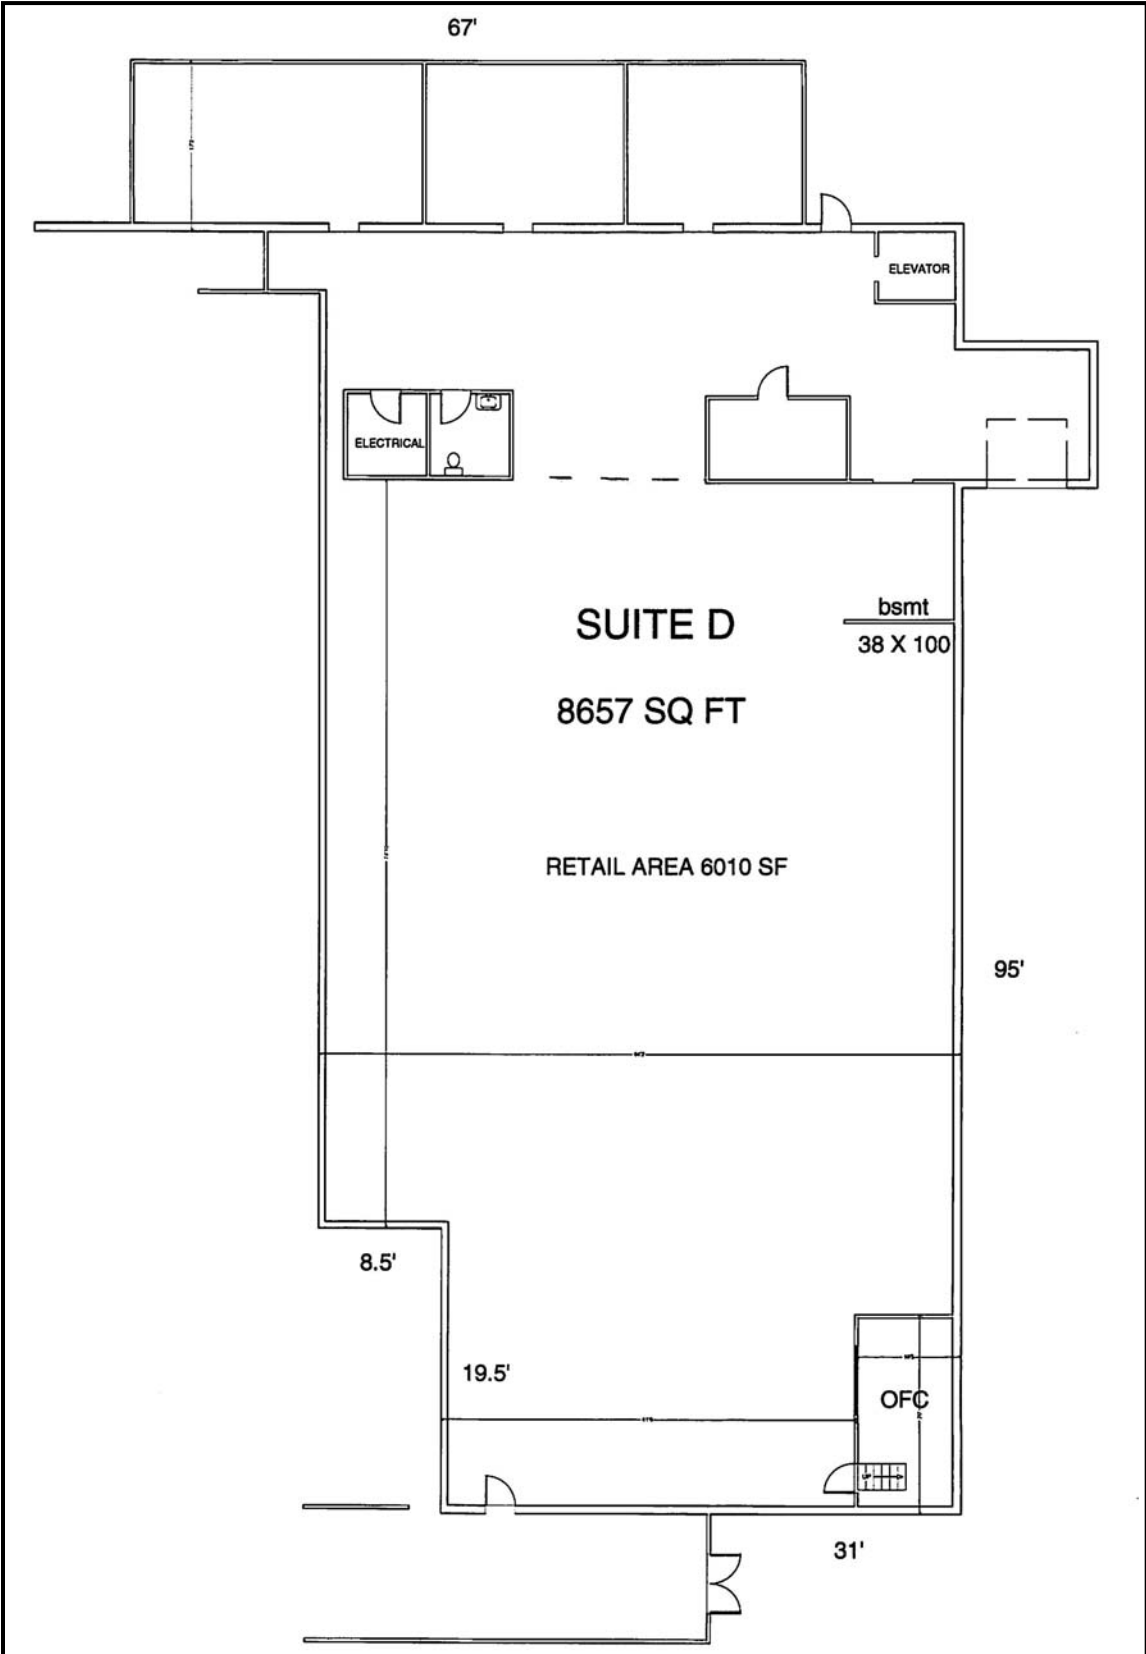 67'
ELEVATOR
ELECTRICAL
SUITE D
bsmt
38 X 100
8657 SQ FT
RETAIL AREA 6010 SF
95'
8.5'
19.5'
OFC
31'